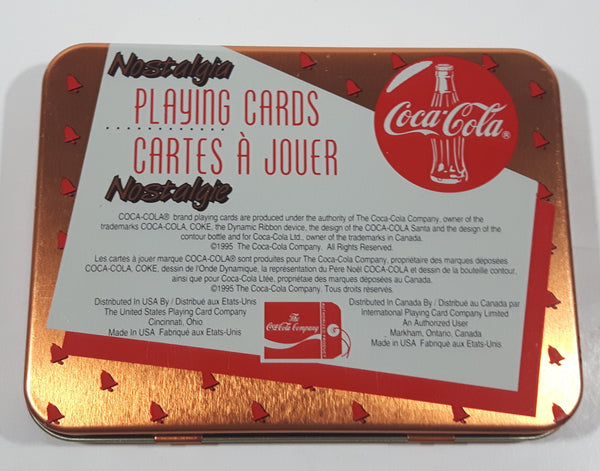 Nostalgia
PLAYING CARDS
CARTES À JOUER
Nostalgie
Coca-Cola®
COCA-COLA® brand playing cards are produced under the authority of The Coca-Cola Company, owner of the
trademarks COCA-COLA, COKE, the Dynamic Ribbon device, the design of the COCA-COLA Santa and the design of the
contour bottle and for Coca-Cola Ltd., owner of the trademarks in Canada.
©1995 The Coca-Cola Company. All Rights Reserved.
Les cartes à jouer marque COCA-COLA® sont produites pour The Coca-Cola Company, propriétaire des marques déposées
COCA-COLA, COKE, dessin de l'Onde Dynamique, la représentation du Père Noël COCA-COLA et dessin de la bouteille contour,
ainsi que pour Coca-Cola Ltée, propriétaire des marques déposées au Canada.
©1995 The Coca-Cola Company. Tous droits reservés.
Distributed In USA By / Distribué aux Etats-Unis
The United States Playing Card Company
Cincinnati, Ohio
Made In USA Fabriqué aux Etats-Unis
The
Coca-Cola Company
AUTHORIZED PRODUCT
Distributed In Canada By / Distribué au Canada par
International Playing Card Company Limited
An Authorized User
Markham, Ontario, Canada
Made in USA Fabriqué aux Etats-Unis